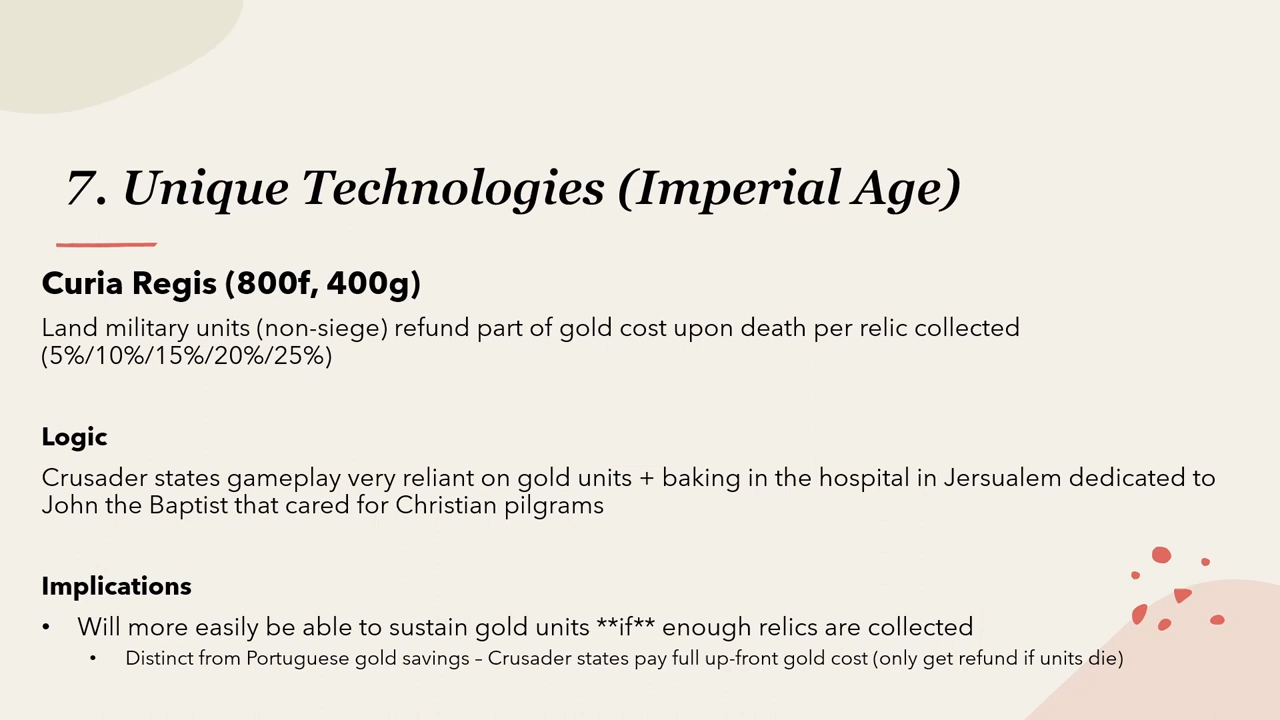 7. Unique Technologies (Imperial Age)
Curia Regis (800f, 400g)
Land military units (non-siege) refund part of gold cost upon death per relic collected
(5%/10%/15%/20%/25%)
Logic
Crusader states gameplay very reliant on gold units + baking in the hospital in Jersualem dedicated to
John the Baptist that cared for Christian pilgrams
Implications
• Will more easily be able to sustain gold units **if** enough relics are collected
• Distinct from Portuguese gold savings – Crusader states pay full up-front gold cost (only get refund if units die)